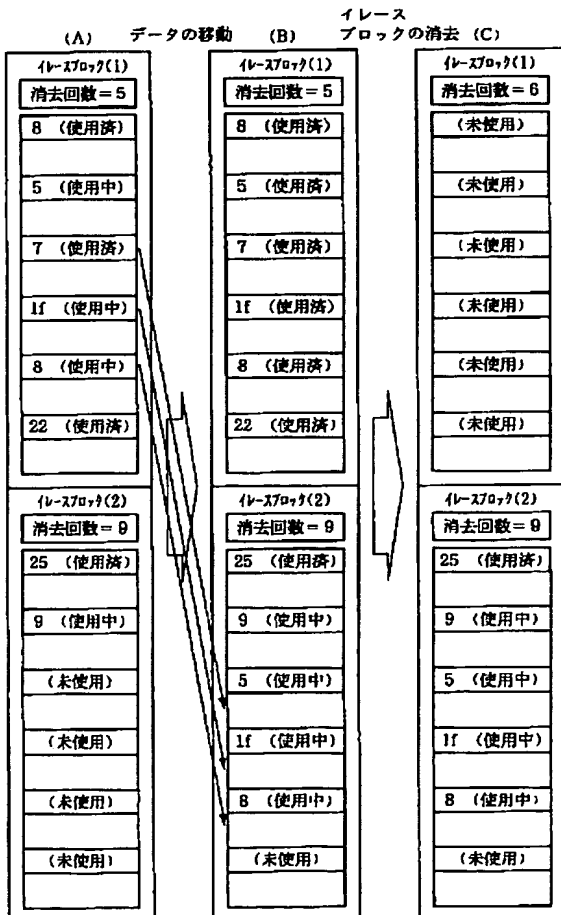 (A)
データの移動
(B)
イレース
ブロックの消去 (C)
イレースブロック(1)
消去回数=5
8 (使用済)
5 (使用中)
7 (使用済)
1f (使用中)
8 (使用中)
22 (使用済)
イレースブロック(2)
消去回数=9
25 (使用済)
9 (使用中)
(未使用)
(未使用)
(未使用)
(未使用)
イレースブロック(1)
消去回数=5
8 (使用済)
5 (使用済)
7 (使用済)
1f (使用済)
8 (使用済)
22 (使用済)
イレースブロック(2)
消去回数=9
25 (使用済)
9 (使用中)
5 (使用中)
1f (使用中)
8 (使用中)
(未使用)
イレースブロック(1)
消去回数=6
(未使用)
(未使用)
(未使用)
(未使用)
(未使用)
(未使用)
イレースブロック(2)
消去回数=9
25 (使用済)
9 (使用中)
5 (使用中)
1f (使用中)
8 (使用中)
(未使用)